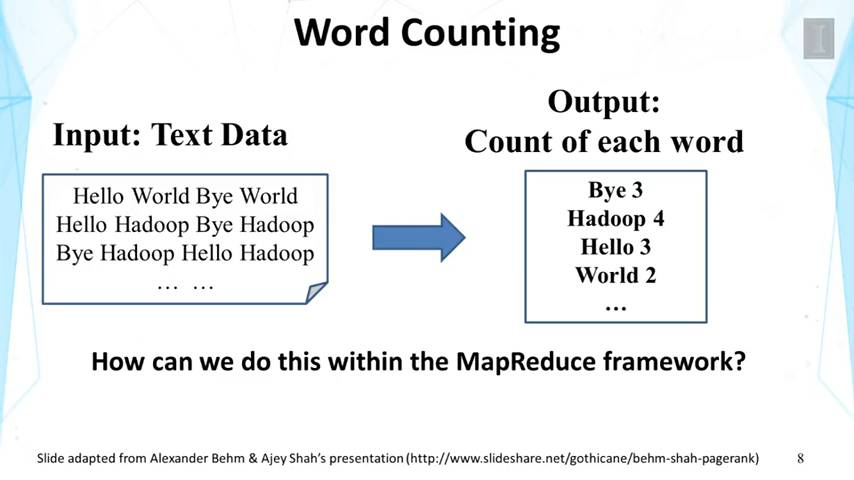 Word Counting
Input: Text Data
Hello World Bye World
Hello Hadoop Bye Hadoop
Bye Hadoop Hello Hadoop
… …
Output:
Count of each word
Bye 3
Hadoop 4
Hello 3
World 2
…
How can we do this within the MapReduce framework?
Slide adapted from Alexander Behm & Ajey Shah's presentation (http://www.slideshare.net/gothicane/behm-shah-pagerank)
8